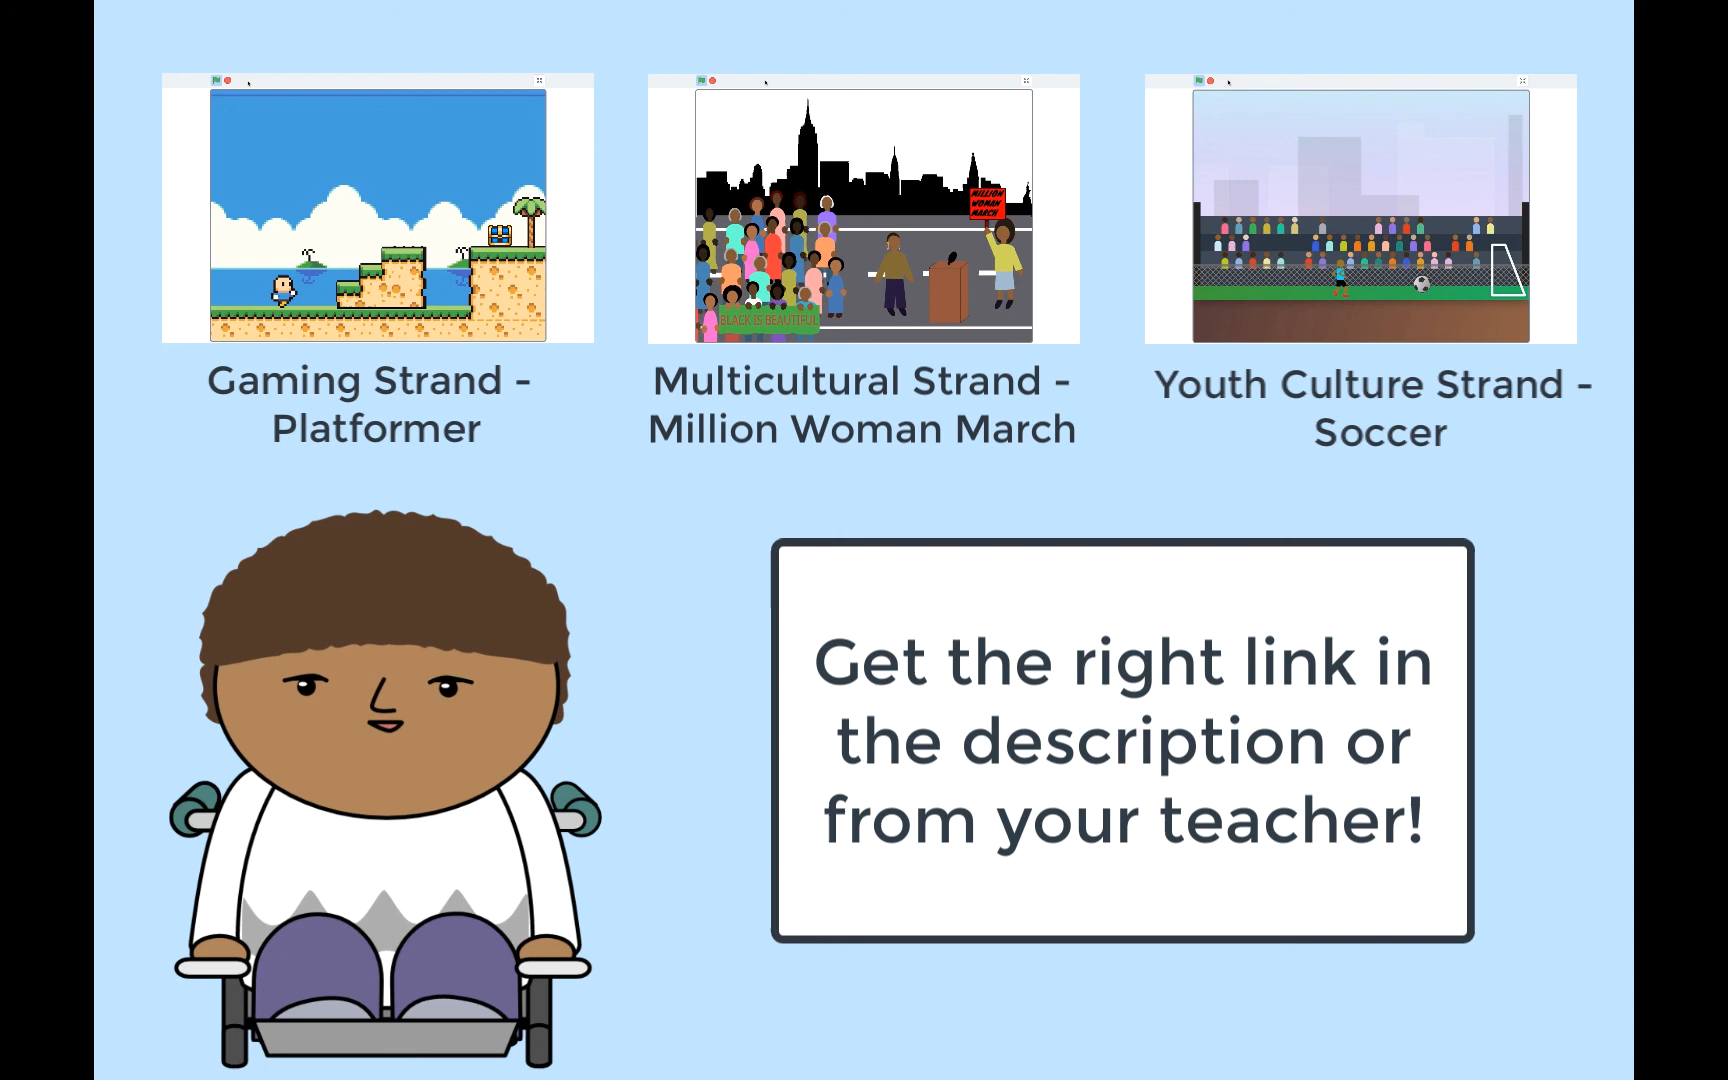 MILLION
WOMAN
MARCH
BLACK IS BEAUTIFUL
Gaming Strand -
Platformer
Multicultural Strand -
Million Woman March
Youth Culture Strand -
Soccer
Get the right link in
the description or
from your teacher!